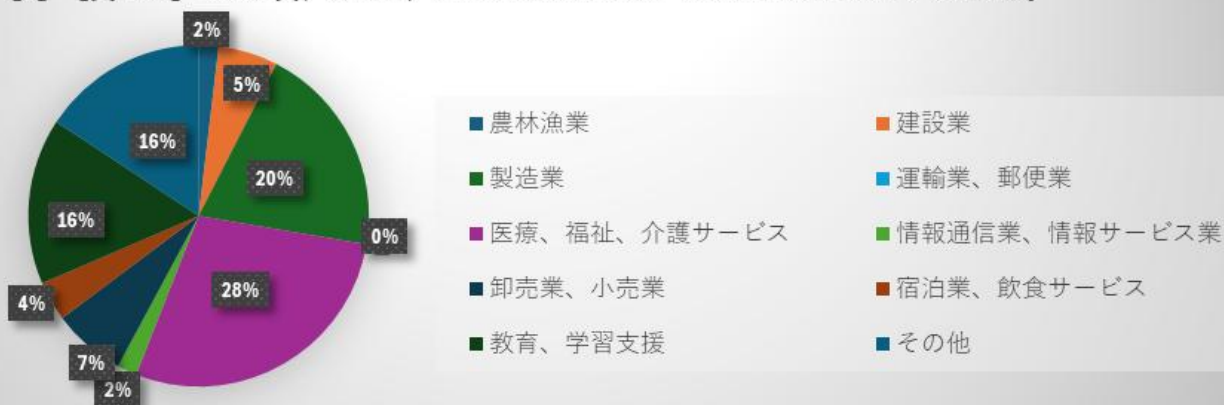 2%
5%
16%
20%
16%
0%
28%
4%
7%
2%
農林漁業
建設業
製造業
運輸業、郵便業
医療、福祉、介護サービス
情報通信業、情報サービス業
卸売業、小売業
宿泊業、飲食サービス
教育、学習支援
その他